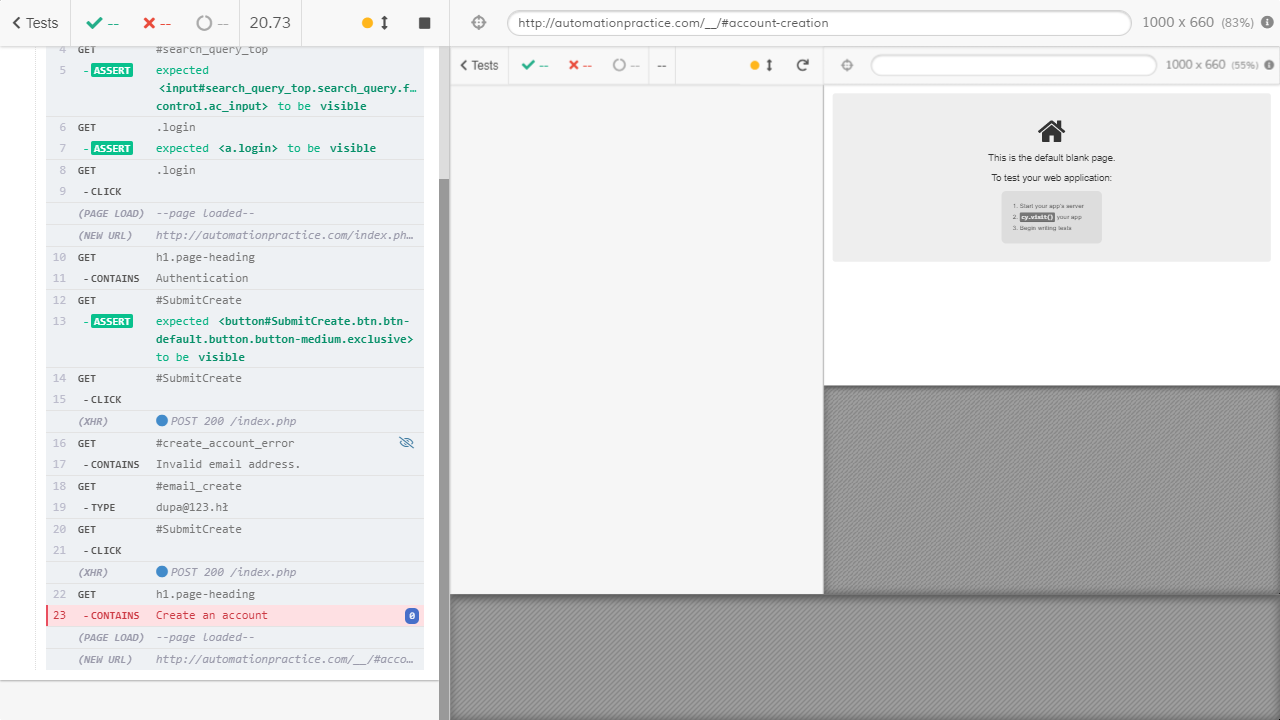 Tests
--
--
--
20.73
http://automationpractice.com/__/#account-creation
1000 x 660 (83%)
4 GET #search_query_top
5 -ASSERT expected
<input#search_query_top.search_query.f…
control.ac_input> to be visible
6 GET .login
7 -ASSERT expected <a.login> to be visible
8 GET .login
9 -CLICK
(PAGE LOAD) --page loaded--
(NEW URL) http://automationpractice.com/index.ph…
10 GET h1.page-heading
11 -CONTAINS Authentication
12 GET #SubmitCreate
13 -ASSERT expected <button#SubmitCreate.btn.btn-
default.button.button-medium.exclusive>
to be visible
14 GET #SubmitCreate
15 -CLICK
(XHR) POST 200 /index.php
16 GET #create_account_error
17 -CONTAINS Invalid email address.
18 GET #email_create
19 -TYPE dupa@123.hł
20 GET #SubmitCreate
21 -CLICK
(XHR) POST 200 /index.php
22 GET h1.page-heading
23 -CONTAINS Create an account 0
(PAGE LOAD) --page loaded--
(NEW URL) http://automationpractice.com/__/#acco…
Tests
--
--
--
--
1000 x 660 (55%)
This is the default blank page.
To test your web application:
1. Start your app's server
2. cy.visit() your app
3. Begin writing tests